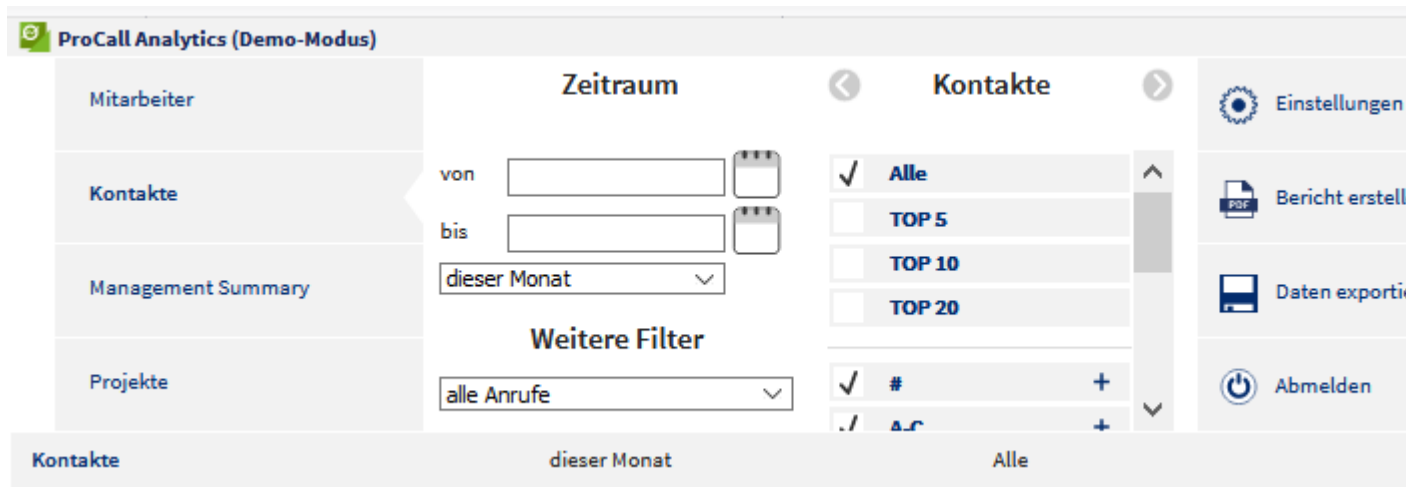 ProCall Analytics (Demo-Modus)
Mitarbeiter
Kontakte
Management Summary
Projekte
Zeitraum
von
bis
dieser Monat
Weitere Filter
alle Anrufe
Kontakte
Alle
TOP 5
TOP 10
TOP 20
#
+
A-C
+
Einstellungen
PDF
Bericht erstell
Daten exporti
Abmelden
Kontakte
dieser Monat
Alle